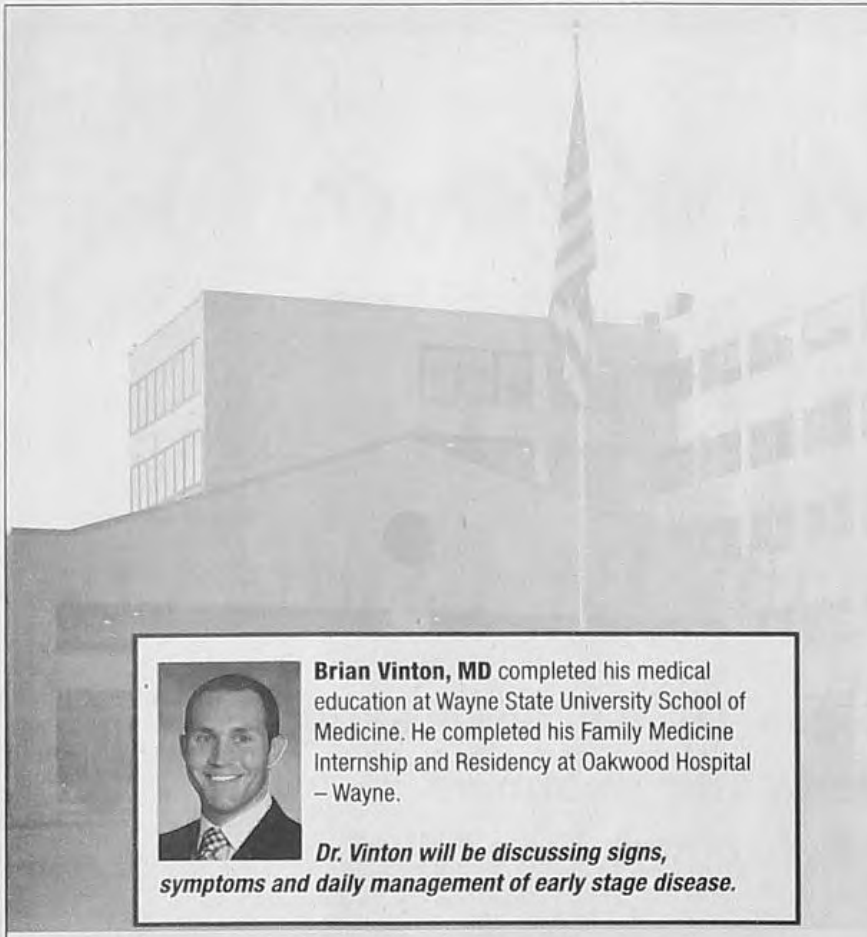 Brian Vinton, MD completed his medical
education at Wayne State University School of
Medicine. He completed his Family Medicine
Internship and Residency at Oakwood Hospital
– Wayne.
Dr. Vinton will be discussing signs,
symptoms and daily management of early stage disease.